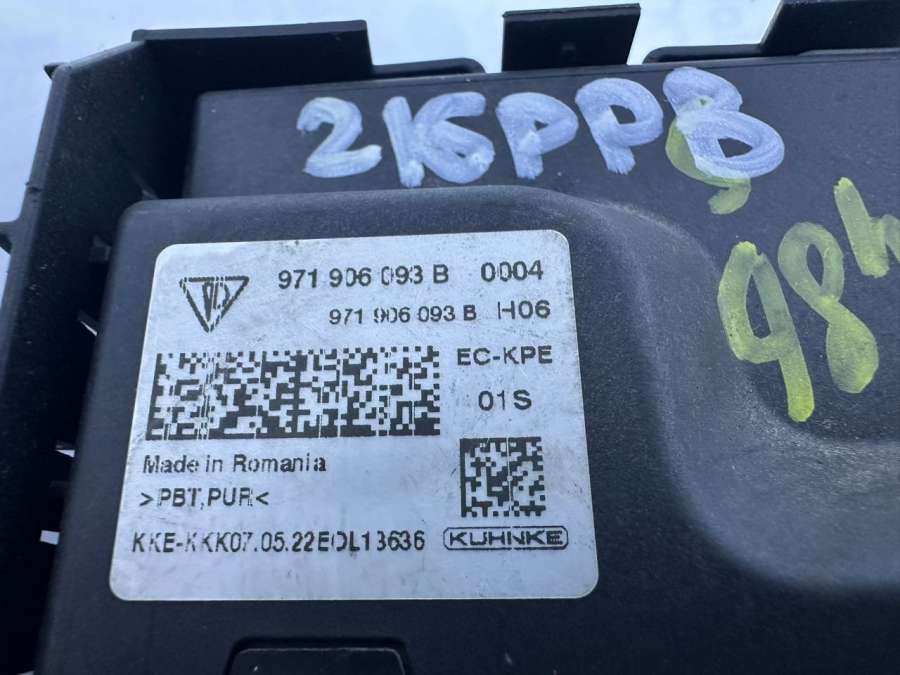 216PPB
98h
971 906 093 B 0004
971 906 093 B H06
EC-KPE
01S
Made in Romania
>PBT,PUR<
KKE-KKK07.05.22EOL13636 KUHNKE